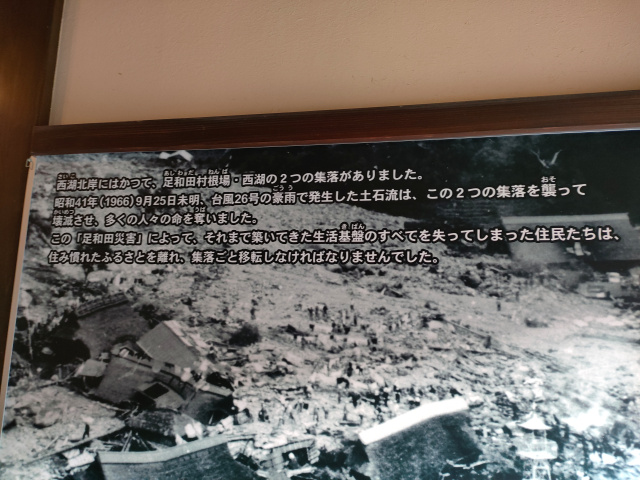 西湖北岸にはかつて、足和田村根場・西湖の2つの集落がありました。
昭和41年(1966)9月25日未明、台風26号の豪雨で発生した土石流は、この2つの集落を襲って
壊滅させ、多くの人々の命を奪いました。
この「足和田災害」によって、それまで築いてきた生活基盤のすべてを失ってしまった住民たちは、
住み慣れたふるさとを離れ、集落ごと移転しなければなりませんでした。